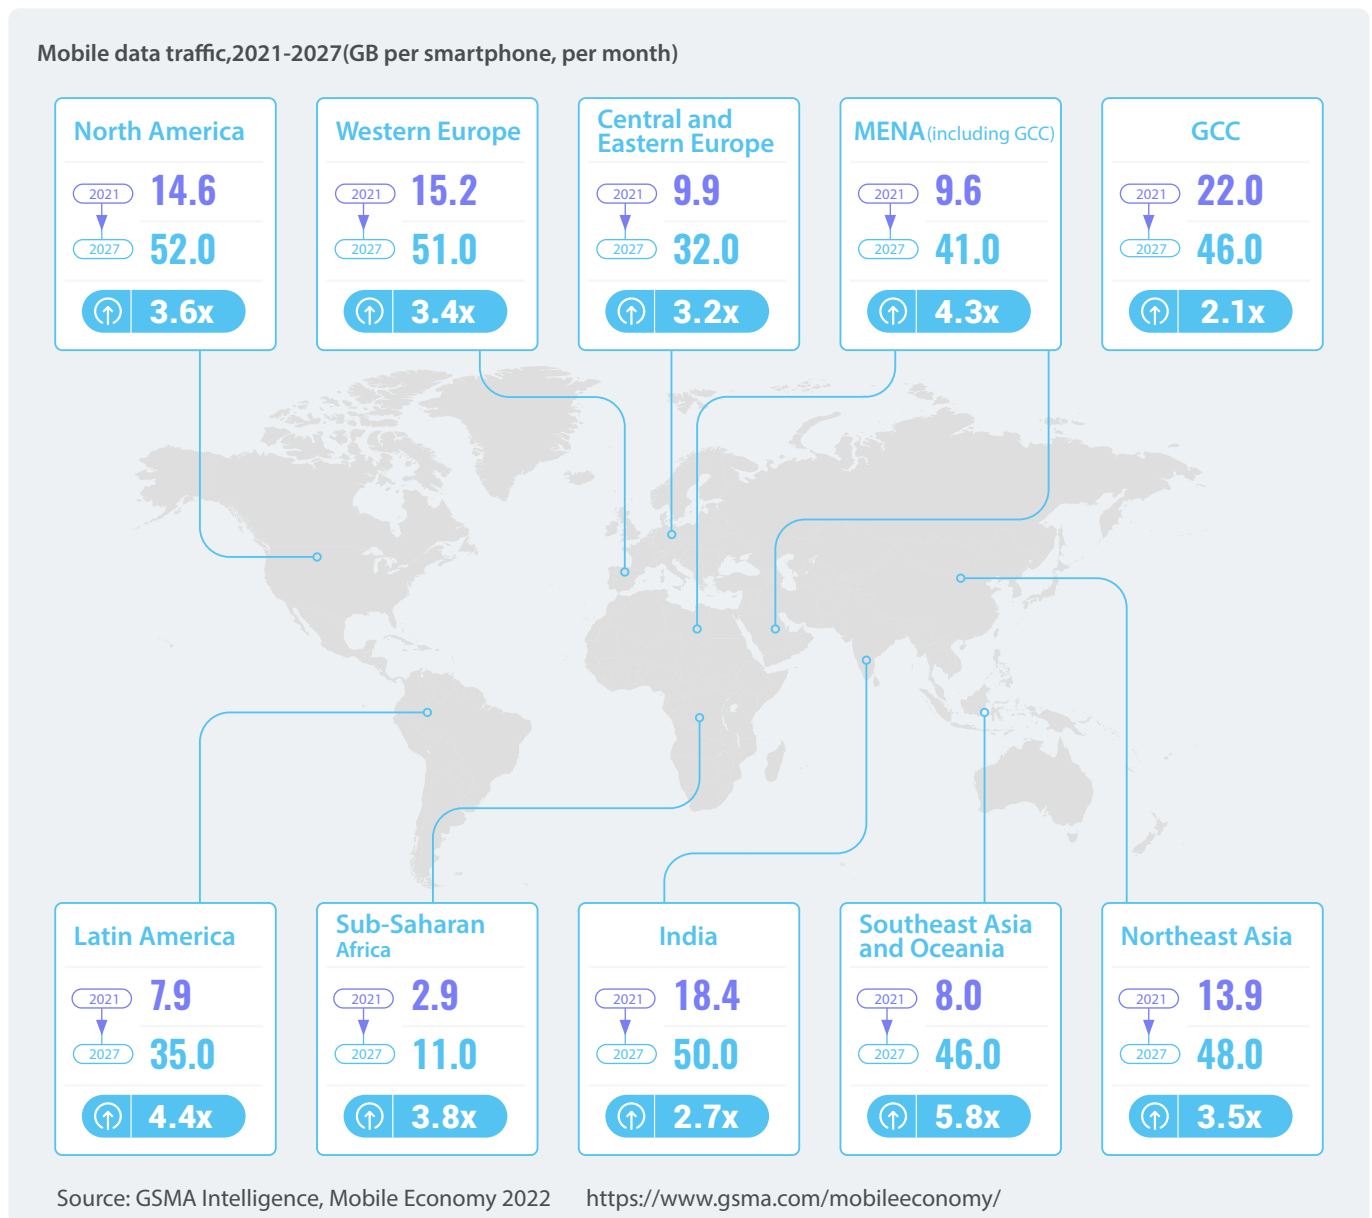 Mobile data traffic,2021-2027(GB per smartphone, per month)
North America
2021 14.6
2027 52.0
3.6x
Western Europe
2021 15.2
2027 51.0
3.4x
Central and
Eastern Europe
2021 9.9
2027 32.0
3.2x
MENA(including GCC)
2021 9.6
2027 41.0
4.3x
GCC
2021 22.0
2027 46.0
2.1x
Latin America
2021 7.9
2027 35.0
4.4x
Sub-Saharan
Africa
2021 2.9
2027 11.0
3.8x
India
2021 18.4
2027 50.0
2.7x
Southeast Asia
and Oceania
2021 8.0
2027 46.0
5.8x
Northeast Asia
2021 13.9
2027 48.0
3.5x
Source: GSMA Intelligence, Mobile Economy 2022 https://www.gsma.com/mobileeconomy/